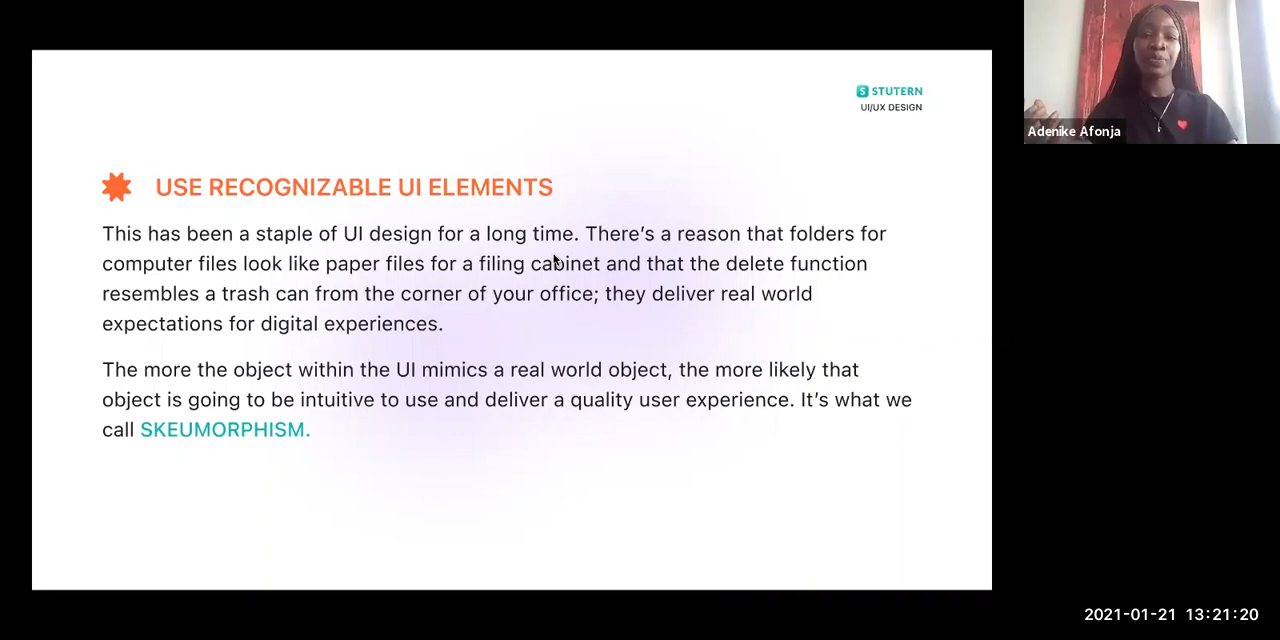 S STUTERN
UI/UX DESIGN
Adenike Afonja
USE RECOGNIZABLE UI ELEMENTS
This has been a staple of UI design for a long time. There's a reason that folders for
computer files look like paper files for a filing cabinet and that the delete function
resembles a trash can from the corner of your office; they deliver real world
expectations for digital experiences.
The more the object within the UI mimics a real world object, the more likely that
object is going to be intuitive to use and deliver a quality user experience. It's what we
call SKEUMORPHISM.
2021-01-21 13:21:20